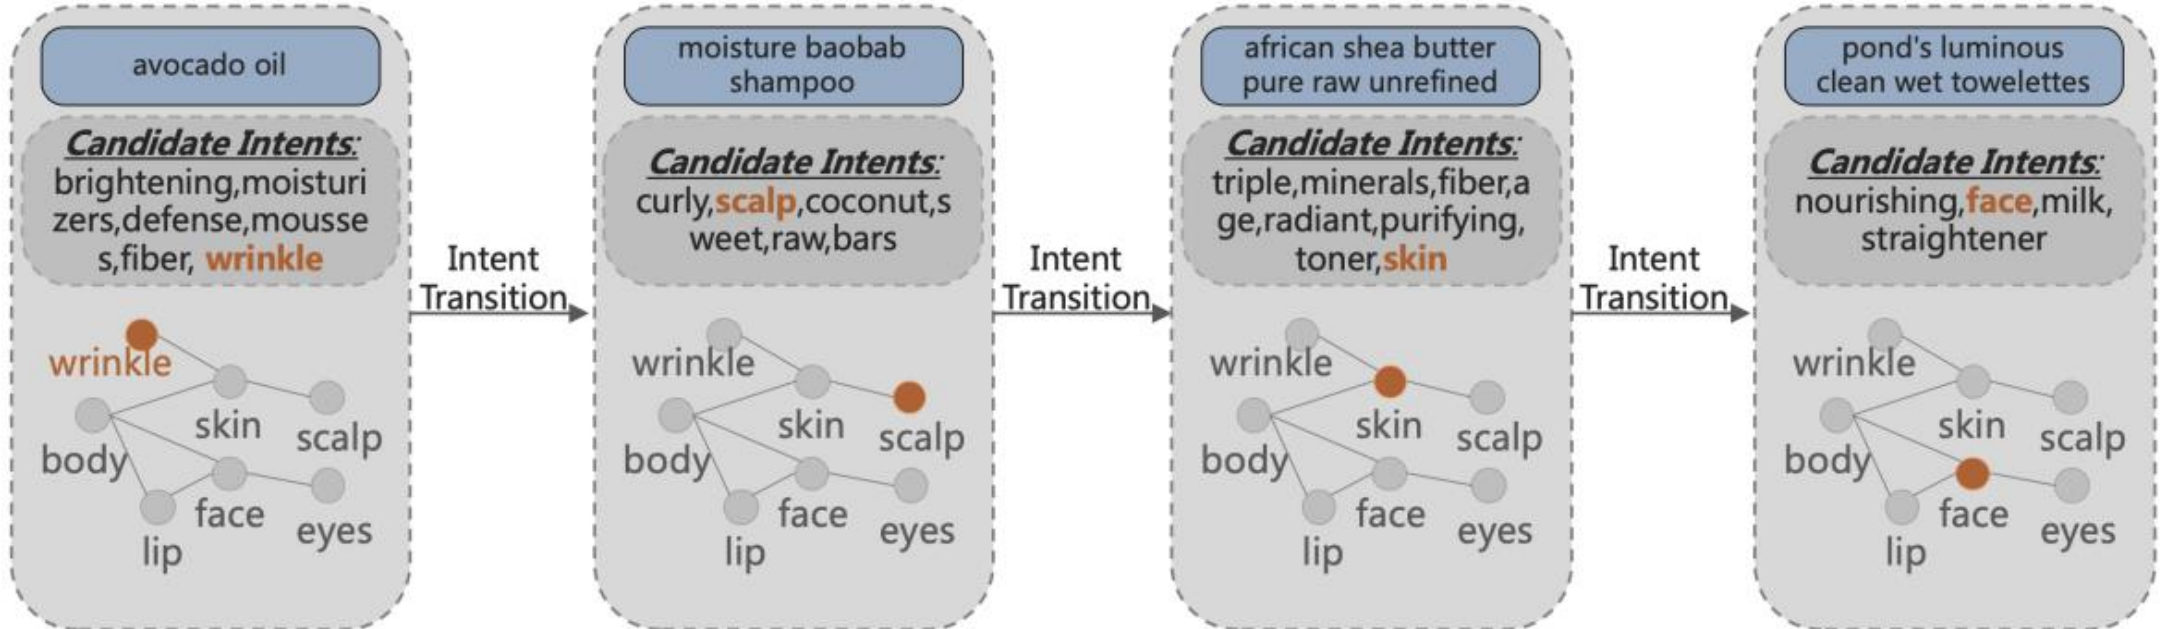 avocado oil
Candidate Intents:
brightening,moisturi
zers,defense,mousse
s,fiber, wrinkle
wrinkle
skin
scalp
body
face
eyes
lip
Intent
Transition
moisture baobab
shampoo
Candidate Intents:
curly,scalp,coconut,s
weet,raw,bars
wrinkle
skin
scalp
body
face
eyes
lip
Intent
Transition
african shea butter
pure raw unrefined
Candidate Intents:
triple,minerals,fiber,a
ge,radiant,purifying,
toner,skin
wrinkle
skin
scalp
body
face
eyes
lip
Intent
Transition
pond's luminous
clean wet towelettes
Candidate Intents:
nourishing,face,milk,
straightener
wrinkle
skin
scalp
body
face
eyes
lip